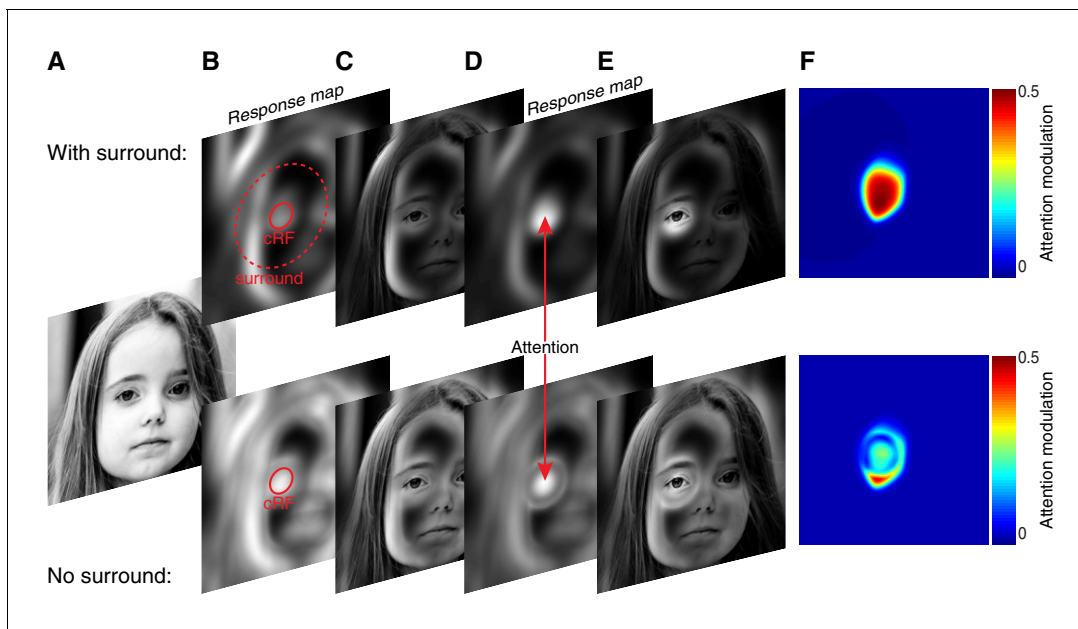 A
B
C
D
E
F
Response map
Response map
With surround:
cRF
surround
0.5
0
Attention modulation
Attention
cRF
0.5
0
Attention modulation
No surround: